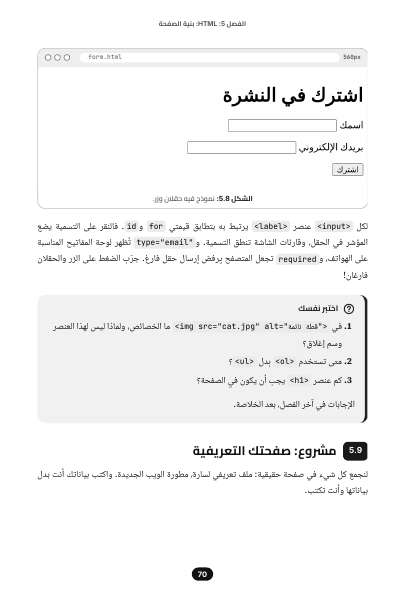 الفصل 5: HTML: بنية الصفحة
form.html
560px
اشترك في النشرة
اسمك
بريدك الإلكتروني
اشترك
الشكل 5.8: نموذج فيه حقلان وزر.
لكل <input> عنصر <label> يرتبط به بتطابق قيمتي for و id. فالنقر على التسمية يضع
المؤشر في الحقل، وقارئات الشاشة تنطق التسمية. و type="email" تُظهر لوحة المفاتيح المناسبة
على الهواتف، و required تجعل المتصفح يرفض إرسال حقل فارغ. جرّب الضغط على الزر والحقلان
فارغان!
اختبر نفسك
1. في <img src="cat.jpg" alt="قطة نائمة"> ما الخصائص، ولماذا ليس لهذا العنصر
وسم إغلاق؟
2. متى تستخدم <ol> بدل <ul>؟
3. كم عنصر <h1> يجب أن يكون في الصفحة؟
الإجابات في آخر الفصل، بعد الخلاصة.
5.9 مشروع: صفحتك التعريفية
لنجمع كل شيء في صفحة حقيقية: ملف تعريفي لسارة، مطورة الويب الجديدة. واكتب بياناتك أنت بدل
بياناتها وأنت تكتب.
70